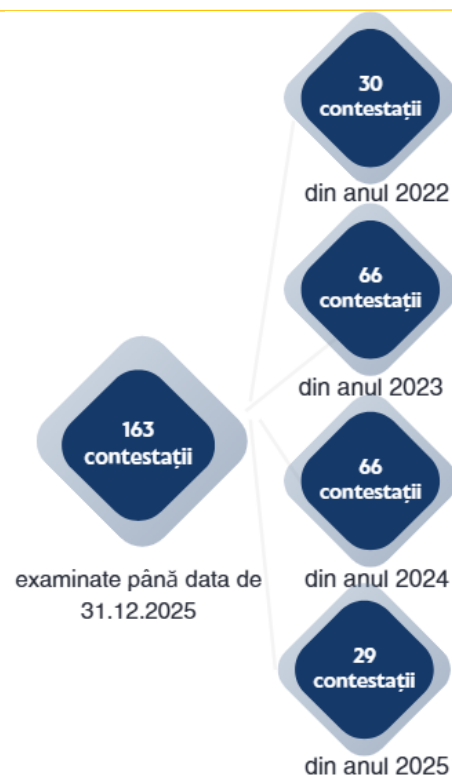 30
contestații
din anul 2022
66
contestații
din anul 2023
163
contestații
examinate până data de
31.12.2025
66
contestații
din anul 2024
29
contestații
din anul 2025